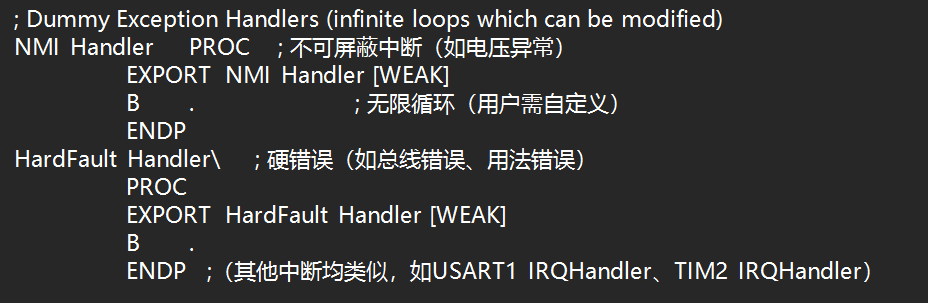 ; Dummy Exception Handlers (infinite loops which can be modified)
NMI Handler PROC ; 不可屏蔽中断（如电压异常）
EXPORT NMI Handler [WEAK]
B . ; 无限循环（用户需自定义）
ENDP
HardFault Handler\ ; 硬错误（如总线错误、用法错误）
PROC
EXPORT HardFault Handler [WEAK]
B .
ENDP ;（其他中断均类似，如USART1 IRQHandler、TIM2 IRQHandler）